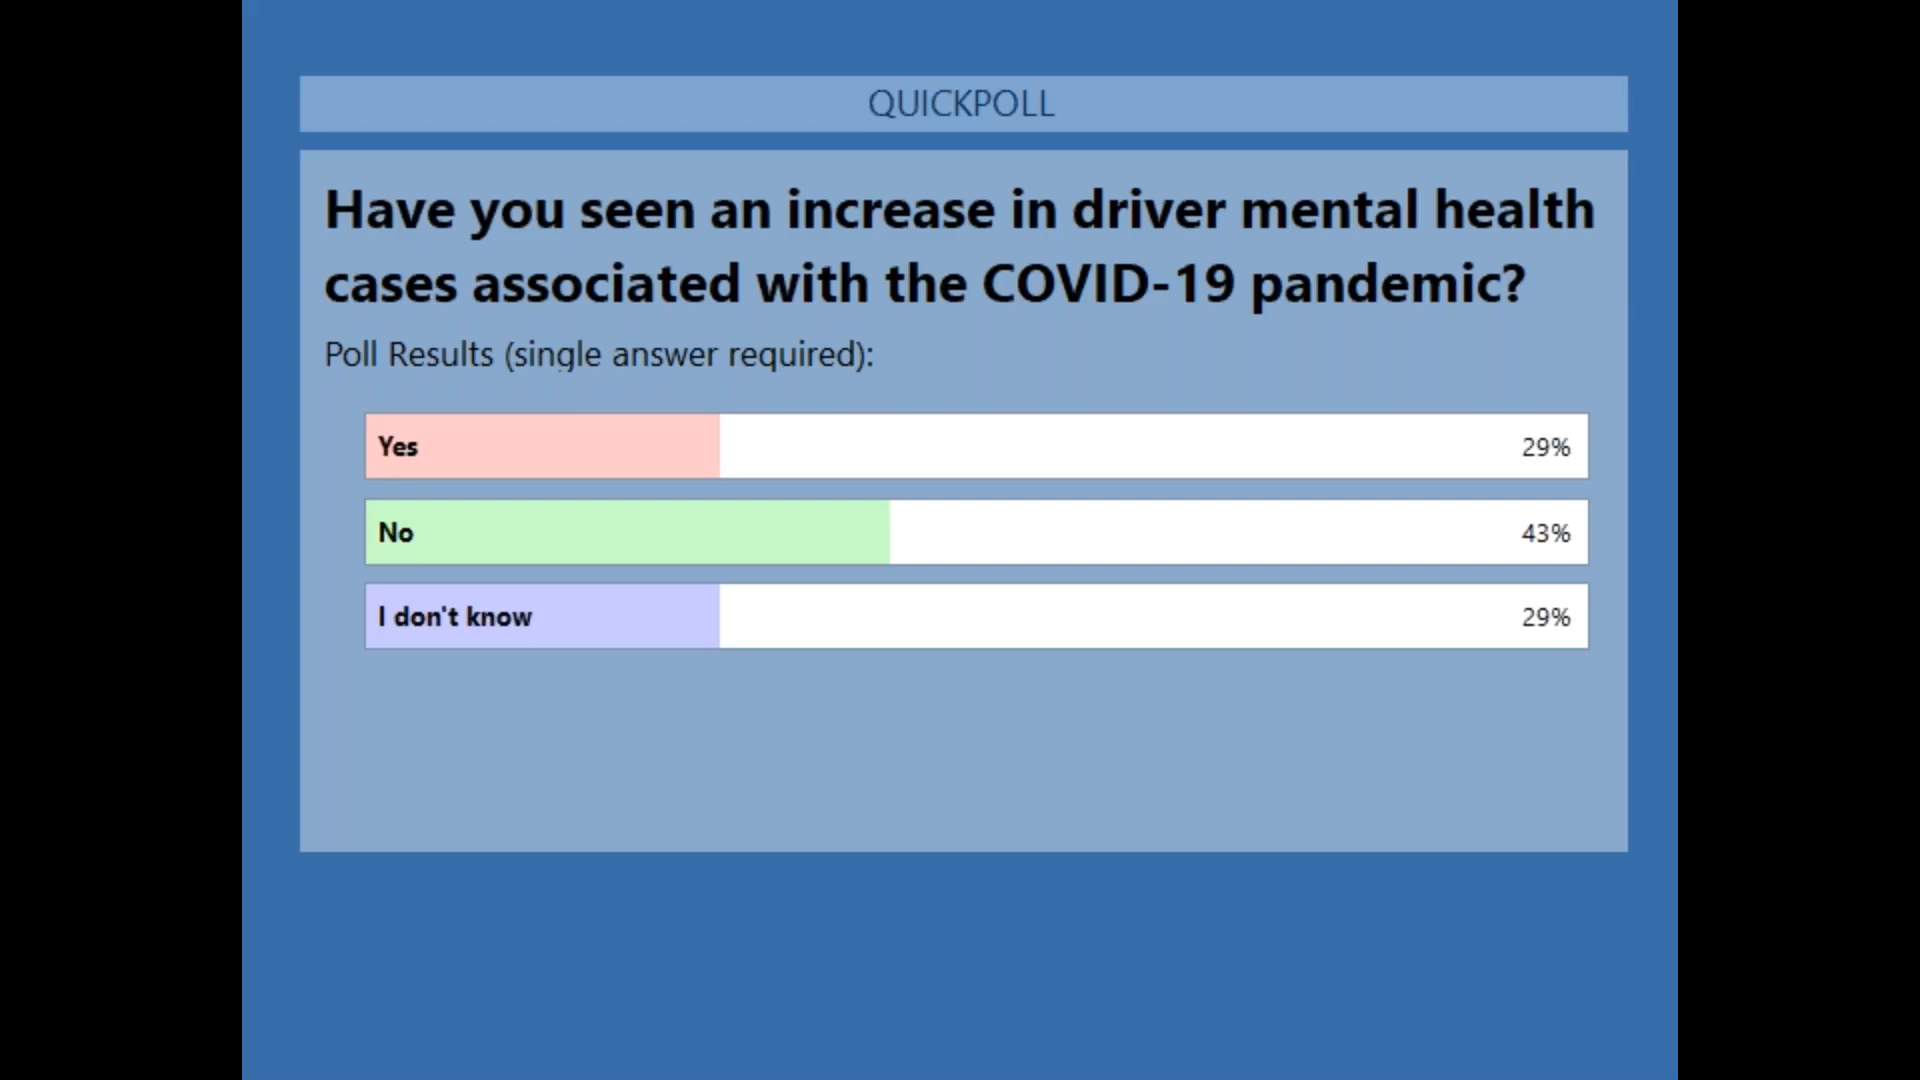 QUICKPOLL
Have you seen an increase in driver mental health
cases associated with the COVID-19 pandemic?
Poll Results (single answer required):
Yes 29%
No 43%
I don't know 29%